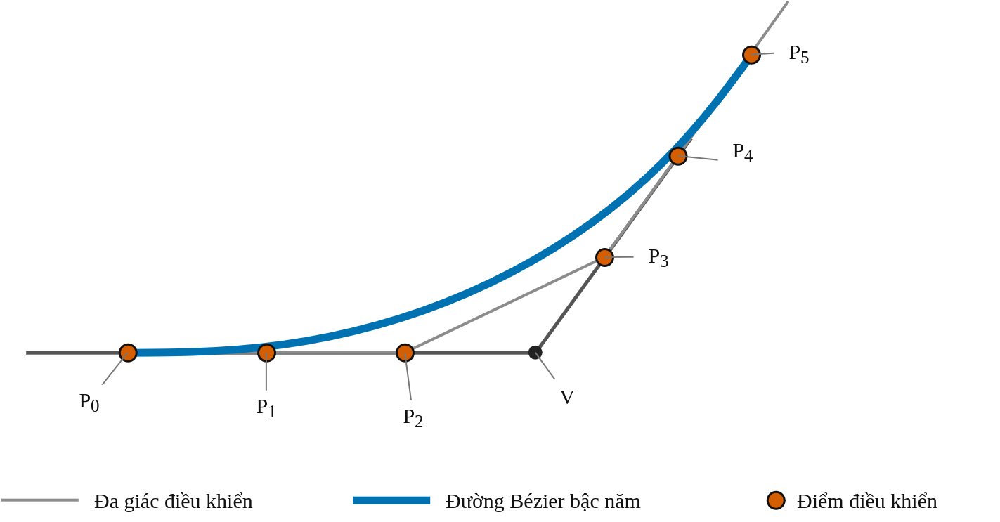 P5
P4
P3
P0
P1
P2
V
Đa giác điều khiển
Đường Bézier bậc năm
Điểm điều khiển